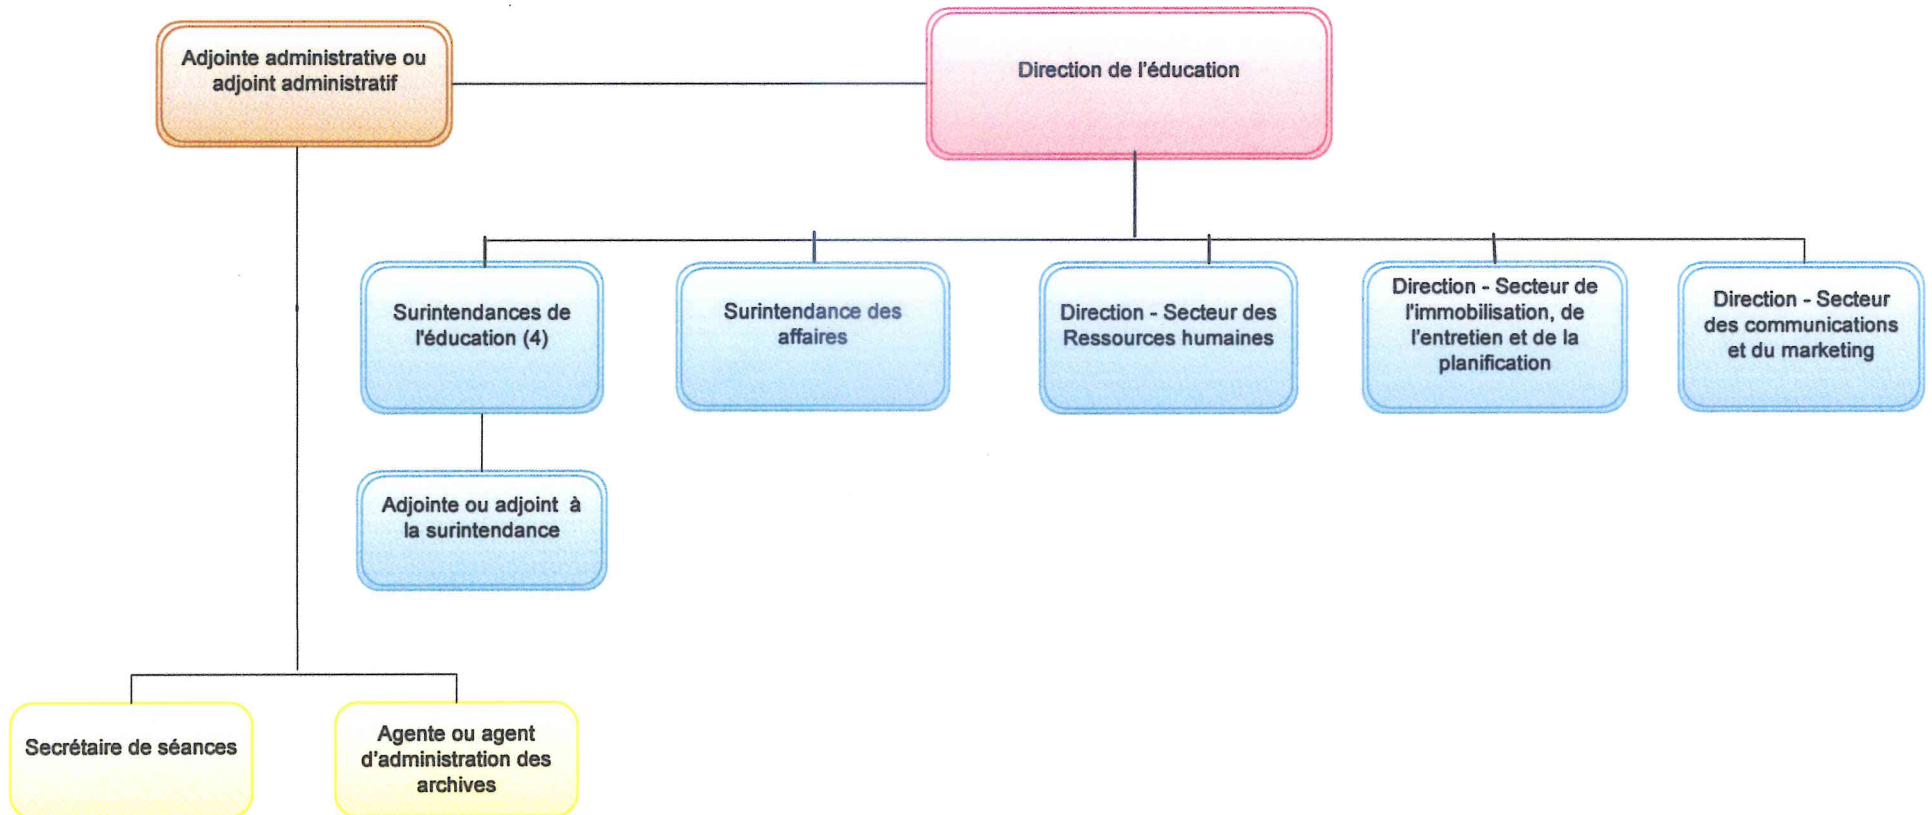 Adjointe administrative ou
adjoint administratif
Direction de l'éducation
Surintendances de
l'éducation (4)
Surintendance des
affaires
Direction - Secteur des
Ressources humaines
Direction - Secteur de
l'immobilisation, de
l'entretien et de la
planification
Direction - Secteur
des communications
et du marketing
Adjointe ou adjoint à
la surintendance
Secrétaire de séances
Agente ou agent
d'administration des
archives